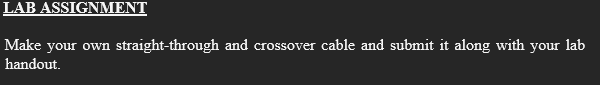 LAB ASSIGNMENT
Make your own straight-through and crossover cable and submit it along with your lab
handout.